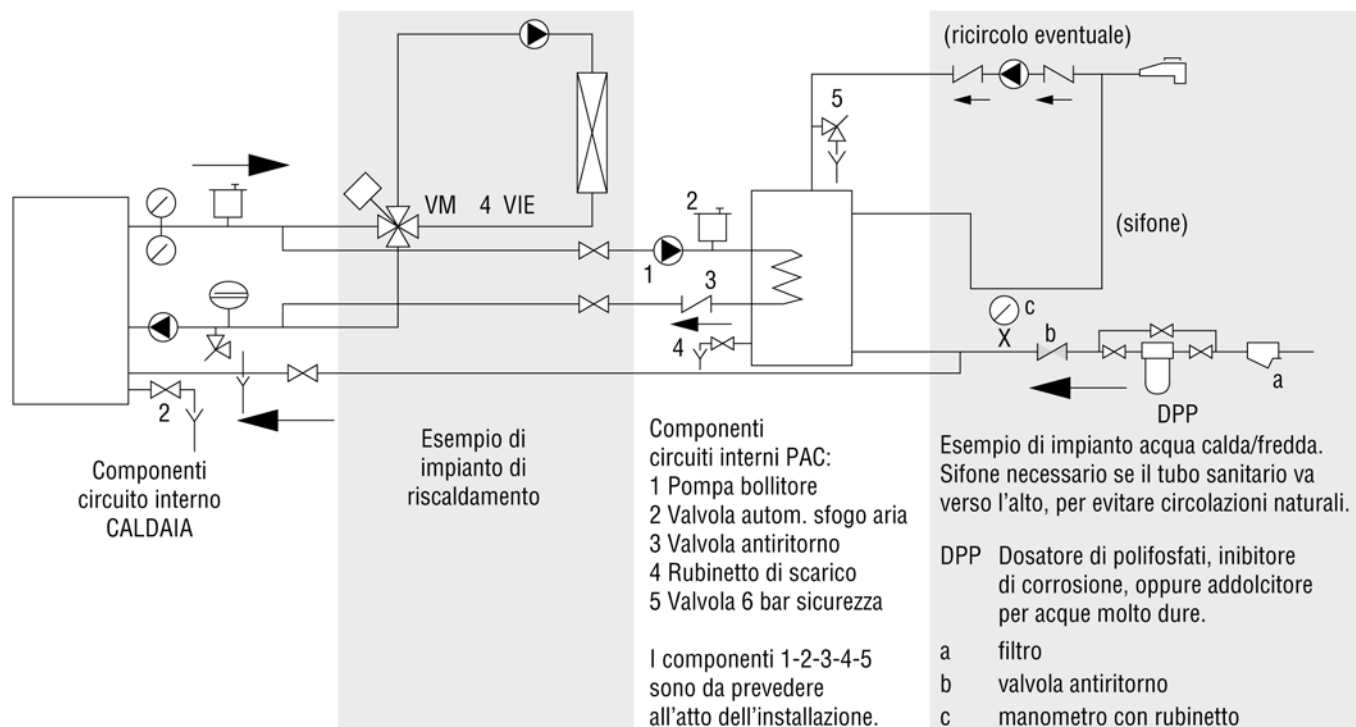 (ricircolo eventuale)
5
VM 4 VIE
2
(sifone)
1
3
c
X
b
4
a
2
DPP
Componenti
circuito interno
CALDAIA
Esempio di
impianto di
riscaldamento
Componenti
circuiti interni PAC:
1 Pompa bollitore
2 Valvola autom. sfogo aria
3 Valvola antiritorno
4 Rubinetto di scarico
5 Valvola 6 bar sicurezza
I componenti 1-2-3-4-5
sono da prevedere
all'atto dell'installazione.
Esempio di impianto acqua calda/fredda.
Sifone necessario se il tubo sanitario va
verso l'alto, per evitare circolazioni naturali.
DPP Dosatore di polifosfati, inibitore
di corrosione, oppure addolcitore
per acque molto dure.
a filtro
b valvola antiritorno
c manometro con rubinetto